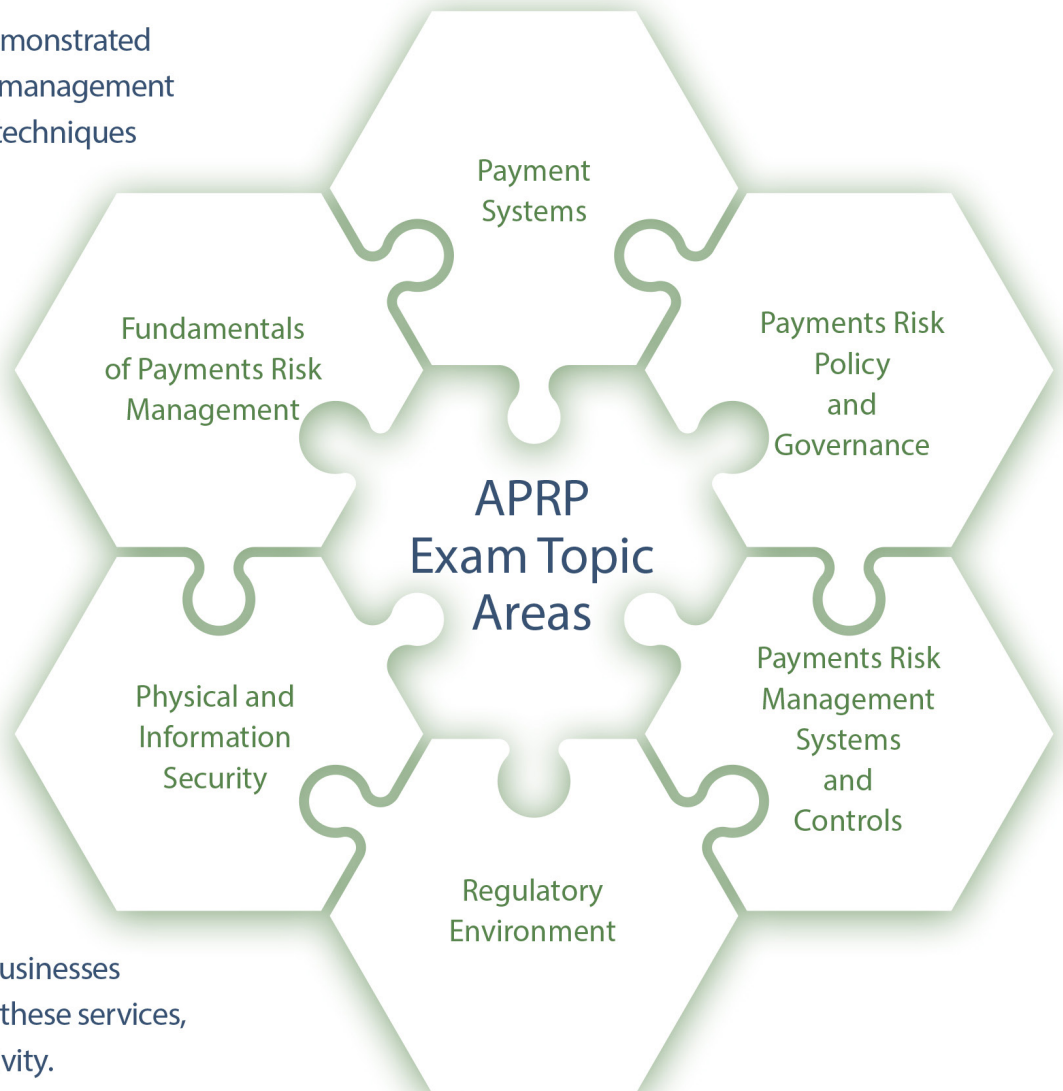 monstrated
management
techniques
Payment
Systems
Fundamentals
of Payments Risk
Management
Payments Risk
Policy
and
Governance
APRP
Exam Topic
Areas
Physical and
Information
Security
Payments Risk
Management
Systems
and
Controls
Regulatory
Environment
usinesses
these services,
vity.